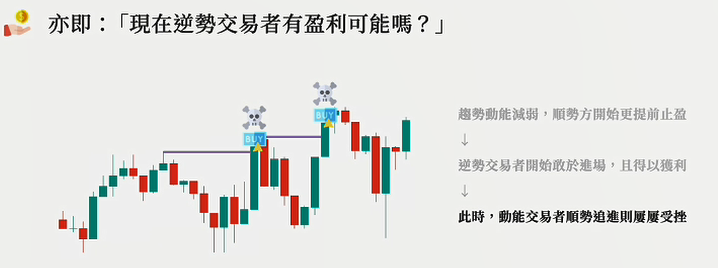 亦即：「現在逆勢交易者有盈利可能嗎？」
BUY
BUY
趨勢動能減弱，順勢方開始更提前止盈
↓
逆勢交易者開始敢於進場，且得以獲利
↓
此時，動能交易者順勢追進則屢屢受挫